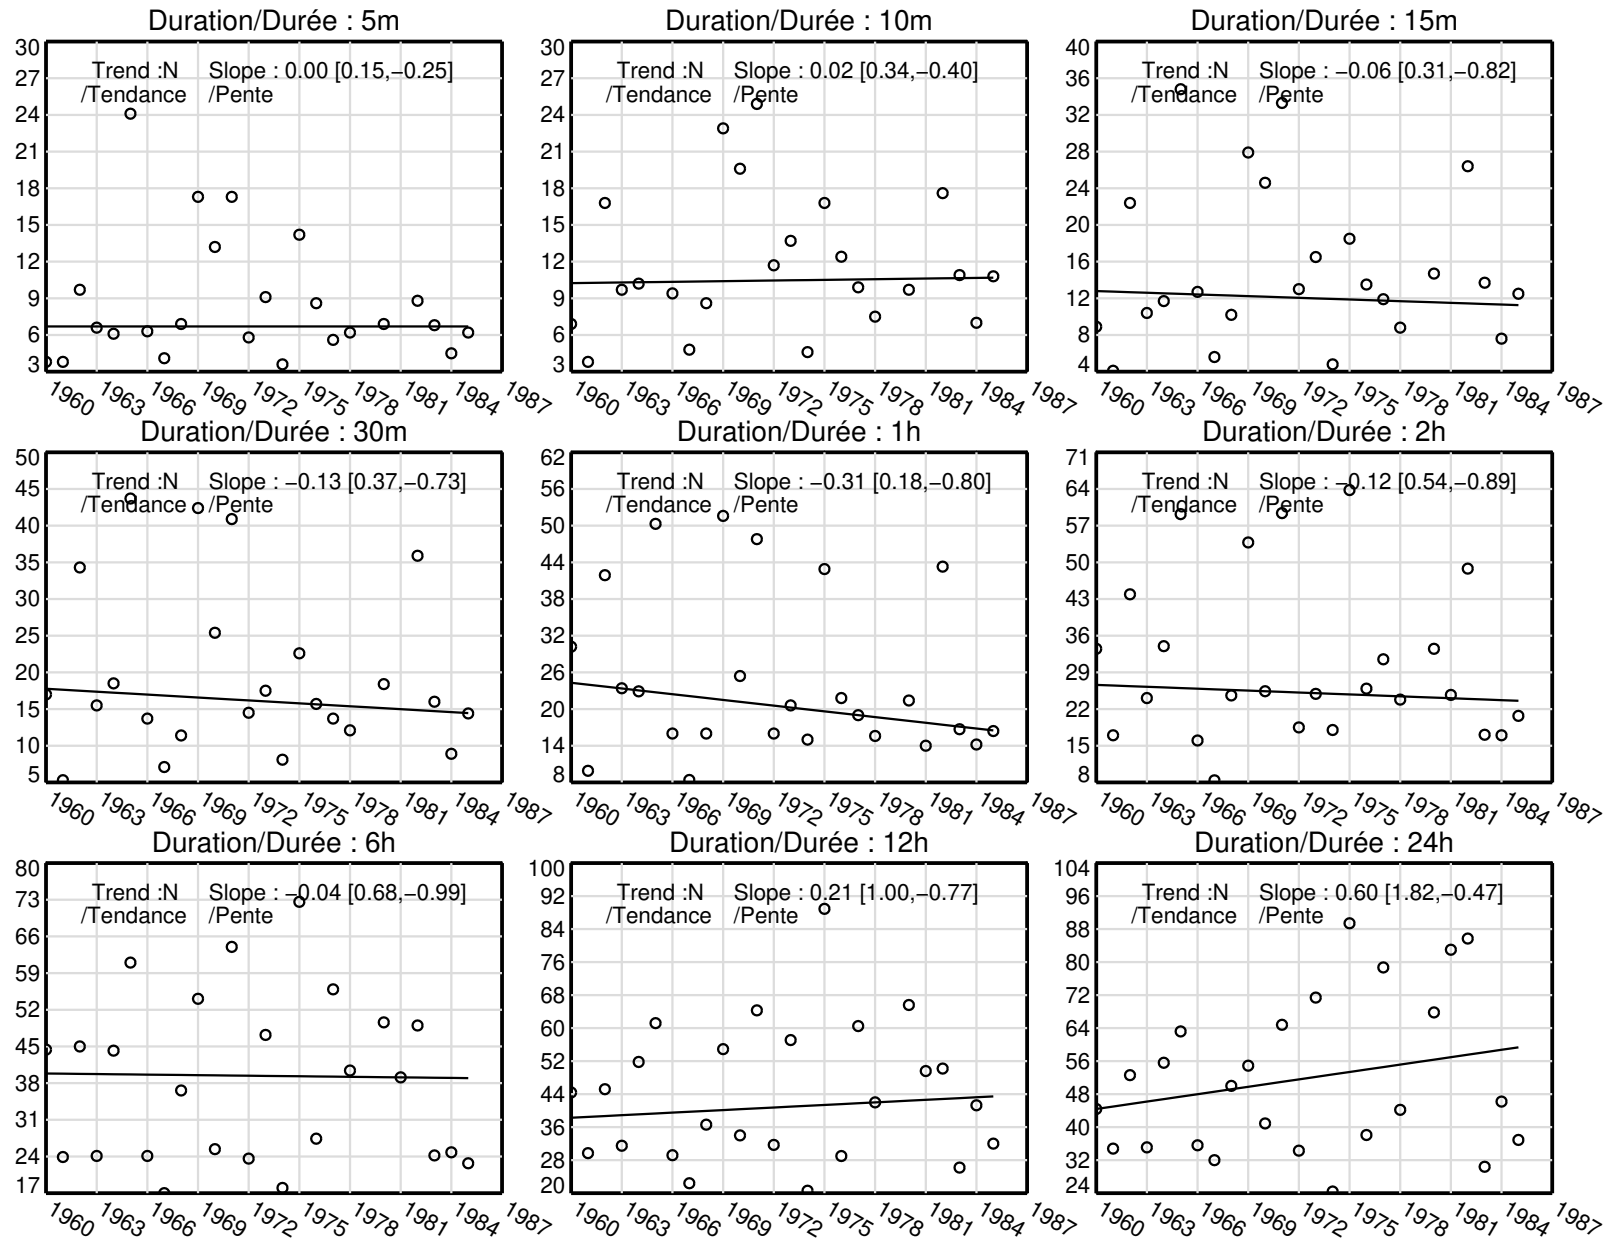 Duration/Durée : 5m
Trend :N Slope : 0.00 [0.15,−0.25]
/Tendance /Pente
30
27
24
21
18
15
12
9
6
3
1960 1963 1966 1969 1972 1975 1978 1981 1984 1987
Duration/Durée : 10m
Trend :N Slope : 0.02 [0.34,−0.40]
/Tendance /Pente
30
27
24
21
18
15
12
9
6
3
1960 1963 1966 1969 1972 1975 1978 1981 1984 1987
Duration/Durée : 15m
Trend :N Slope : −0.06 [0.31,−0.82]
/Tendance /Pente
40
36
32
28
24
20
16
12
8
4
1960 1963 1966 1969 1972 1975 1978 1981 1984 1987
Duration/Durée : 30m
Trend :N Slope : −0.13 [0.37,−0.73]
/Tendance /Pente
50
45
40
35
30
25
20
15
10
5
1960 1963 1966 1969 1972 1975 1978 1981 1984 1987
Duration/Durée : 1h
Trend :N Slope : −0.31 [0.18,−0.80]
/Tendance /Pente
62
56
50
44
38
32
26
20
14
8
1960 1963 1966 1969 1972 1975 1978 1981 1984 1987
Duration/Durée : 2h
Trend :N Slope : −0.12 [0.54,−0.89]
/Tendance /Pente
71
64
57
50
43
36
29
22
15
8
1960 1963 1966 1969 1972 1975 1978 1981 1984 1987
Duration/Durée : 6h
Trend :N Slope : −0.04 [0.68,−0.99]
/Tendance /Pente
80
73
66
59
52
45
38
31
24
17
1960 1963 1966 1969 1972 1975 1978 1981 1984 1987
Duration/Durée : 12h
Trend :N Slope : 0.21 [1.00,−0.77]
/Tendance /Pente
100
92
84
76
68
60
52
44
36
28
20
1960 1963 1966 1969 1972 1975 1978 1981 1984 1987
Duration/Durée : 24h
Trend :N Slope : 0.60 [1.82,−0.47]
/Tendance /Pente
104
96
88
80
72
64
56
48
40
32
24
1960 1963 1966 1969 1972 1975 1978 1981 1984 1987